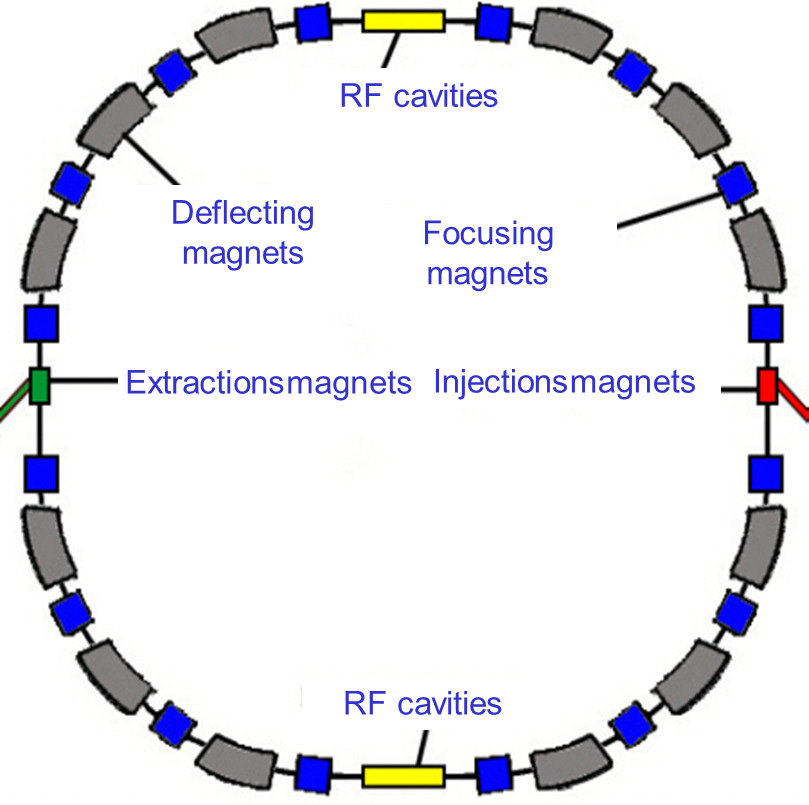 RF cavities
Deflecting
magnets
Focusing
magnets
Extractionsmagnets
Injectionsmagnets
RF cavities